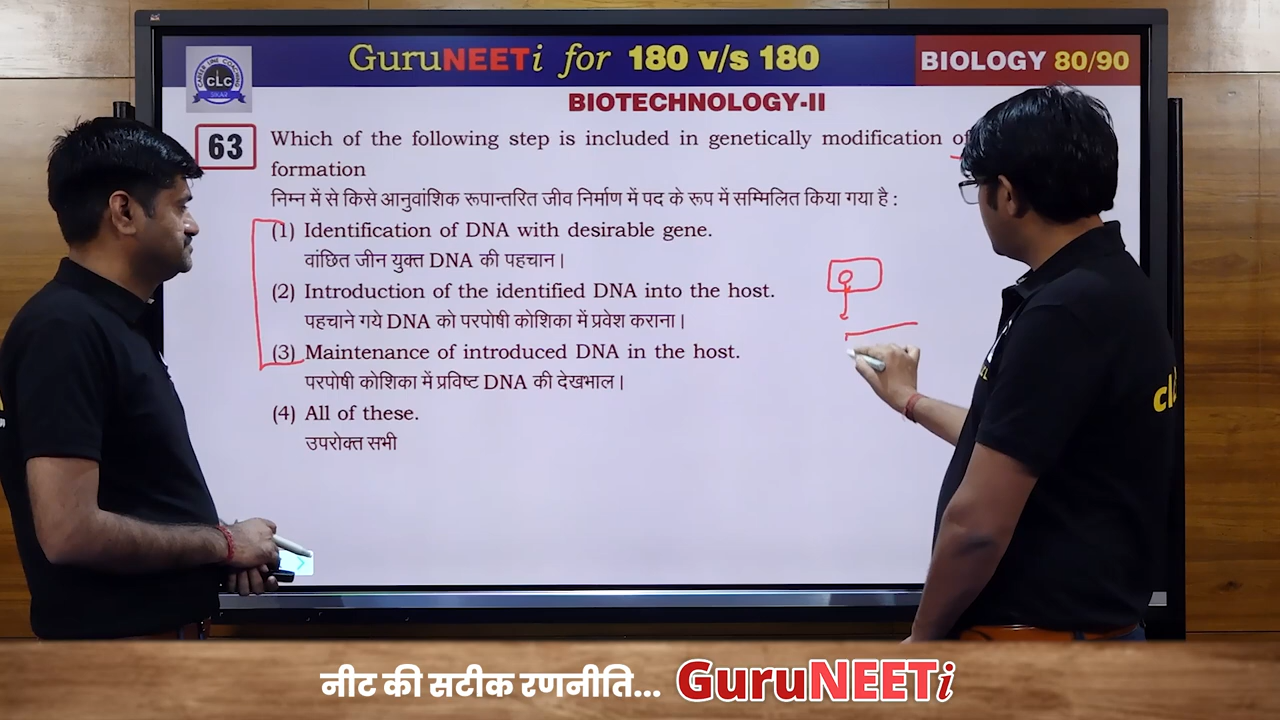 GuruNEETi for 180 v/s 180
BIOLOGY 80/90
CLC
SIKAR
BIOTECHNOLOGY-II
63
Which of the following step is included in genetically modification of
formation
निम्न में से किसे आनुवांशिक रूपान्तरित जीव निर्माण में पद के रूप में सम्मिलित किया गया है :
(1) Identification of DNA with desirable gene.
वांछित जीन युक्त DNA की पहचान।
(2) Introduction of the identified DNA into the host.
पहचाने गये DNA को परपोषी कोशिका में प्रवेश कराना।
(3) Maintenance of introduced DNA in the host.
परपोषी कोशिका में प्रविष्ट DNA की देखभाल।
(4) All of these.
उपरोक्त सभी
नीट की सटीक रणनीति... GuruNEETi